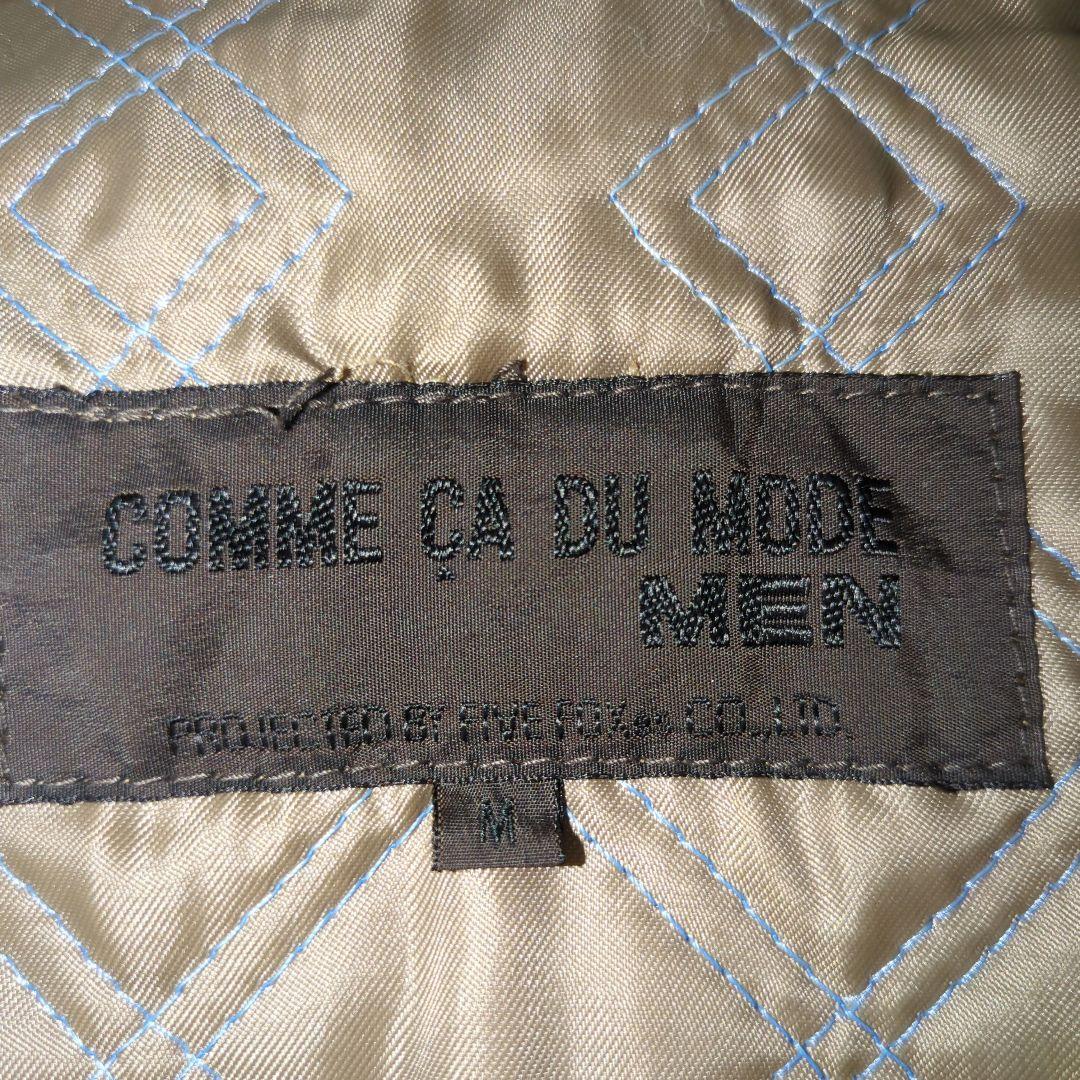 COMME ÇA DU MODE
MEN
PROJECTED BY FIVE FOXes CO.,LTD.
M